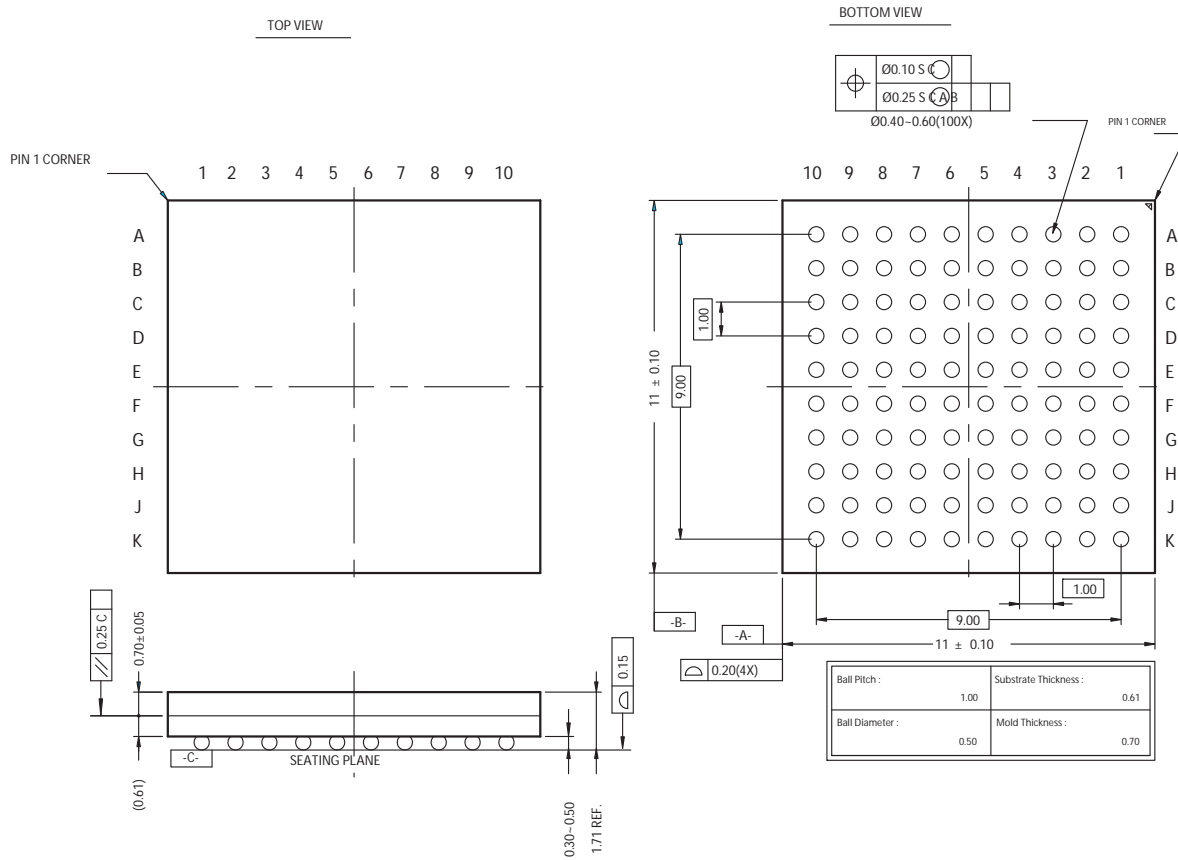 TOP VIEW
BOTTOM VIEW
Ø0.10 S C
Ø0.25 S C A B
Ø0.40~0.60(100X)
PIN 1 CORNER
PIN 1 CORNER
1 2 3 4 5 6 7 8 9 10
10 9 8 7 6 5 4 3 2 1
A
B
C
D
E
F
G
H
J
K
A
B
C
D
E
F
G
H
J
K
1.00
9.00
11 ± 0.10
1.00
9.00
11 ± 0.10
-B-
-A-
0.20(4X)
0.25 C
0.70±0.05
(0.61)
0.15
-C-
SEATING PLANE
0.30~0.50
1.71 REF.
Ball Pitch :
1.00
Substrate Thickness :
0.61
Ball Diameter :
0.50
Mold Thickness :
0.70